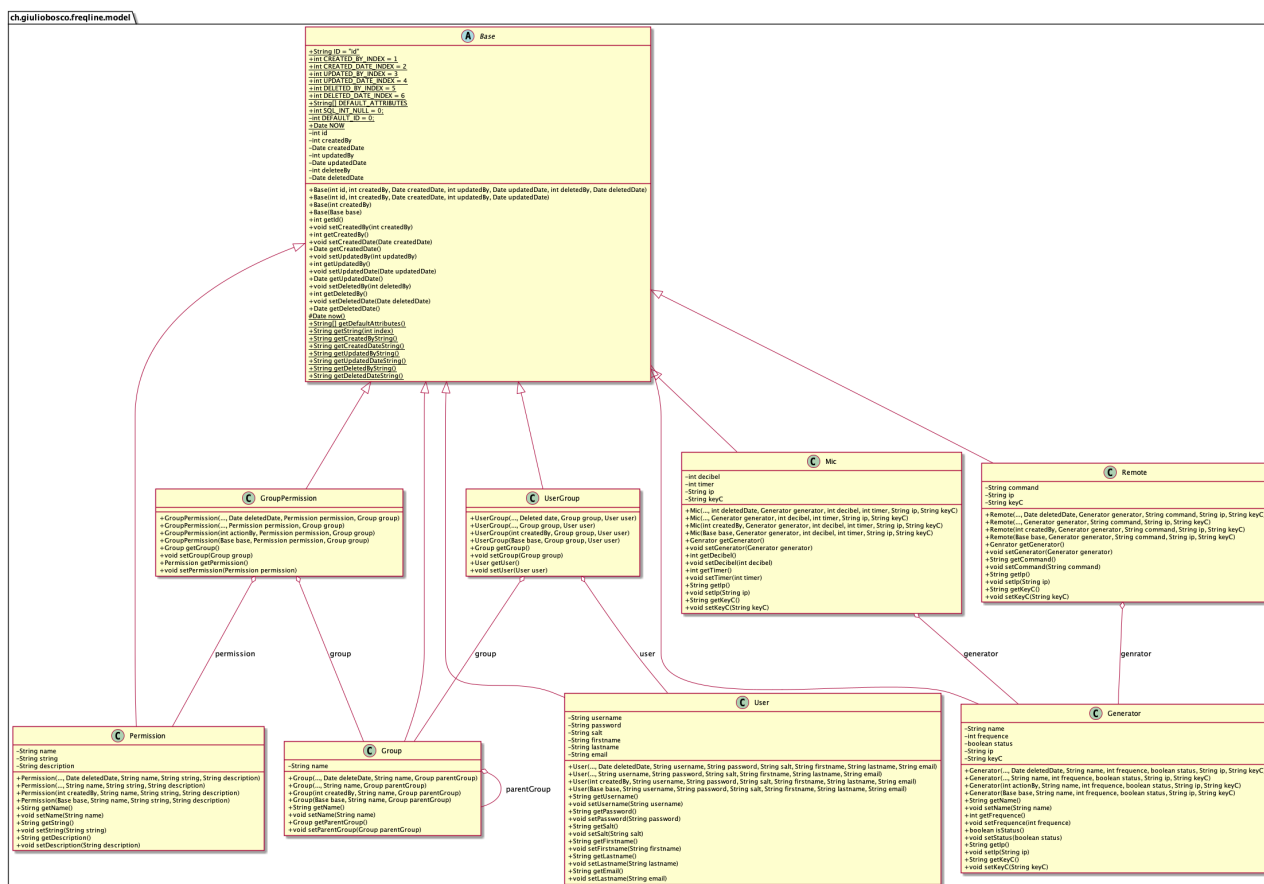 ch.giuliobosco.freqline.model
A Base
+String ID = "id"
+int CREATED_BY_INDEX = 1
+int CREATED_DATE_INDEX = 2
+int UPDATED_BY_INDEX = 3
+int UPDATED_DATE_INDEX = 4
+int DELETED_BY_INDEX = 5
+int DELETED_DATE_INDEX = 6
+String[] DEFAULT_ATTRIBUTES
+int SQL_INT_NULL = 0;
-int DEFAULT_ID = 0;
+Date NOW
-int id
-int createdBy
-Date createdDate
-int updatedBy
-Date updatedDate
-int deleteeBy
-Date deletedDate
+Base(int id, int createdBy, Date createdDate, int updatedBy, Date updatedDate, int deletedBy, Date deletedDate)
+Base(int id, int createdBy, Date createdDate, int updatedBy, Date updatedDate)
+Base(int createdBy)
+Base(Base base)
+int getId()
+void setCreatedBy(int createdBy)
+int getCreatedBy()
+void setCreatedDate(Date createdDate)
+Date getCreatedDate()
+void setUpdatedBy(int updatedBy)
+int getUpdatedBy()
+void setUpdatedDate(Date updatedDate)
+Date getUpdatedDate()
+void setDeletedBy(int deletedBy)
+int getDeletedBy()
+void setDeletedDate(Date deletedDate)
+Date getDeletedDate()
#Date now()
+String[] getDefaultAttributes()
+String getString(int index)
+String getCreatedByString()
+String getCreatedDateString()
+String getUpdatedByString()
+String getUpdatedDateString()
+String getDeletedByString()
+String getDeletedDateString()
C GroupPermission
+GroupPermission(..., Date deletedDate, Permission permission, Group group)
+GroupPermission(..., Permission permission, Group group)
+GroupPermission(int actionBy, Permission permission, Group group)
+GroupPermission(Base base, Permission permission, Group group)
+Group getGroup()
+void setGroup(Group group)
+Permission getPermission()
+void setPermission(Permission permission)
C UserGroup
+UserGroup(..., Deleted date, Group group, User user)
+UserGroup(..., Group group, User user)
+UserGroup(int createdBy, Group group, User user)
+UserGroup(Base base, Group group, User user)
+Group getGroup()
+void setGroup(Group group)
+User getUser()
+void setUser(User user)
C Mic
-int decibel
-int timer
-String ip
-String keyC
+Mic(..., int deletedDate, Generator generator, int decibel, int timer, String ip, String keyC)
+Mic(..., Generator generator, int decibel, int timer, String ip, String keyC)
+Mic(int createdBy, Generator generator, int decibel, int timer, String ip, String keyC)
+Mic(Base base, Generator generator, int decibel, int timer, String ip, String keyC)
+Genrator getGenerator()
+void setGenerator(Generator generator)
+int getDecibel()
+void setDecibel(int decibel)
+int getTimer()
+void setTimer(int timer)
+String getIp()
+void setIp(String ip)
+String getKeyC()
+void setKeyC(String keyC)
C Remote
-String command
-String ip
-String keyC
+Remote(..., Date deletedDate, Generator generator, String command, String ip, String keyC)
+Remote(..., Generator generator, String command, String ip, String keyC)
+Remote(int createdBy, Generator generator, String command, String ip, String keyC)
+Remote(Base base, Generator generator, String command, String ip, String keyC)
+Genrator getGenerator()
+void setGenerator(Generator generator)
+String getCommand()
+void setCommand(String command)
+String getIp()
+void setIp(String ip)
+String getKeyC()
+void setKeyC(String keyC)
permission
group
group
user
generator
genrator
C Permission
-String name
-String string
-String description
+Permission(..., Date deletedDate, String name, String string, String description)
+Permission(..., String name, String string, String description)
+Permission(int createdBy, String name, String string, String description)
+Permission(Base base, String name, String string, String description)
+String getName()
+void setName(String name)
+String getString()
+void setString(String string)
+String getDescription()
+void setDescription(String description)
C Group
-String name
+Group(..., Date deleteDate, String name, Group parentGroup)
+Group(..., String name, Group parentGroup)
+Group(int createdBy, String name, Group parentGroup)
+Group(Base base, String name, Group parentGroup)
+String getName()
+void setName(String name)
+Group getParentGroup()
+void setParentGroup(Group parentGroup)
parentGroup
C User
-String username
-String password
-String salt
-String firstname
-String lastname
-String email
+User(..., Date deletedDate, String username, String password, String salt, String firstname, String lastname, String email)
+User(..., String username, String password, String salt, String firstname, String lastname, String email)
+User(int createdBy, String username, String password, String salt, String firstname, String lastname, String email)
+User(Base base, String username, String password, String salt, String firstname, String lastname, String email)
+String getUsername()
+void setUsername(String username)
+String getPassword()
+void setPassword(String password)
+String getSalt()
+void setSalt(String salt)
+String getFirstname()
+void setFirstname(String firstname)
+String getLastname()
+void setLastname(String lastname)
+String getEmail()
+void setLastname(String email)
C Generator
-String name
-int frequence
-boolean status
-String ip
-String keyC
+Generator(..., Date deletedDate, String name, int frequence, boolean status, String ip, String keyC)
+Generator(..., String name, int frequence, boolean status, String ip, String keyC)
+Generator(int actionBy, String name, int frequence, boolean status, String ip, String keyC)
+Generator(Base base, String name, int frequence, boolean status, String ip, String keyC)
+String getName()
+void setName(String name)
+int getFrequence()
+void setFrequence(int frequence)
+boolean isStatus()
+void setStatus(boolean status)
+String getIp()
+void setIp(String ip)
+String getKeyC()
+void setKeyC(String keyC)